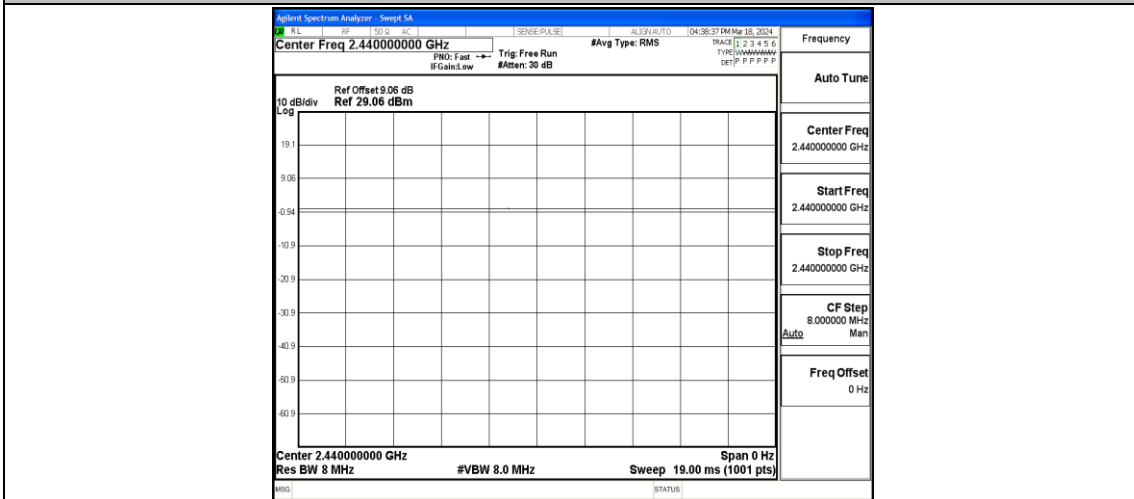 Agilent Spectrum Analyzer - Swept SA
RL RF 50 Ω AC SENSE:PULSE ALIGNAUTO 04:38:37 PM Mar 18, 2024
Center Freq 2.440000000 GHz #Avg Type: RMS TRACE 1 2 3 4 5 6
PNO: Fast Trig: Free Run TYPE
IFGain:Low #Atten: 30 dB DET P P P P P P
Ref Offset 9.06 dB
10 dB/div Ref 29.06 dBm
Log
19.1
9.06
-0.94
-10.9
-20.9
-30.9
-40.9
-50.9
-60.9
Center 2.440000000 GHz Span 0 Hz
Res BW 8 MHz #VBW 8.0 MHz Sweep 19.00 ms (1001 pts)
MSG STATUS
Frequency
Auto Tune
Center Freq
2.440000000 GHz
Start Freq
2.440000000 GHz
Stop Freq
2.440000000 GHz
CF Step
8.000000 MHz
Auto Man
Freq Offset
0 Hz